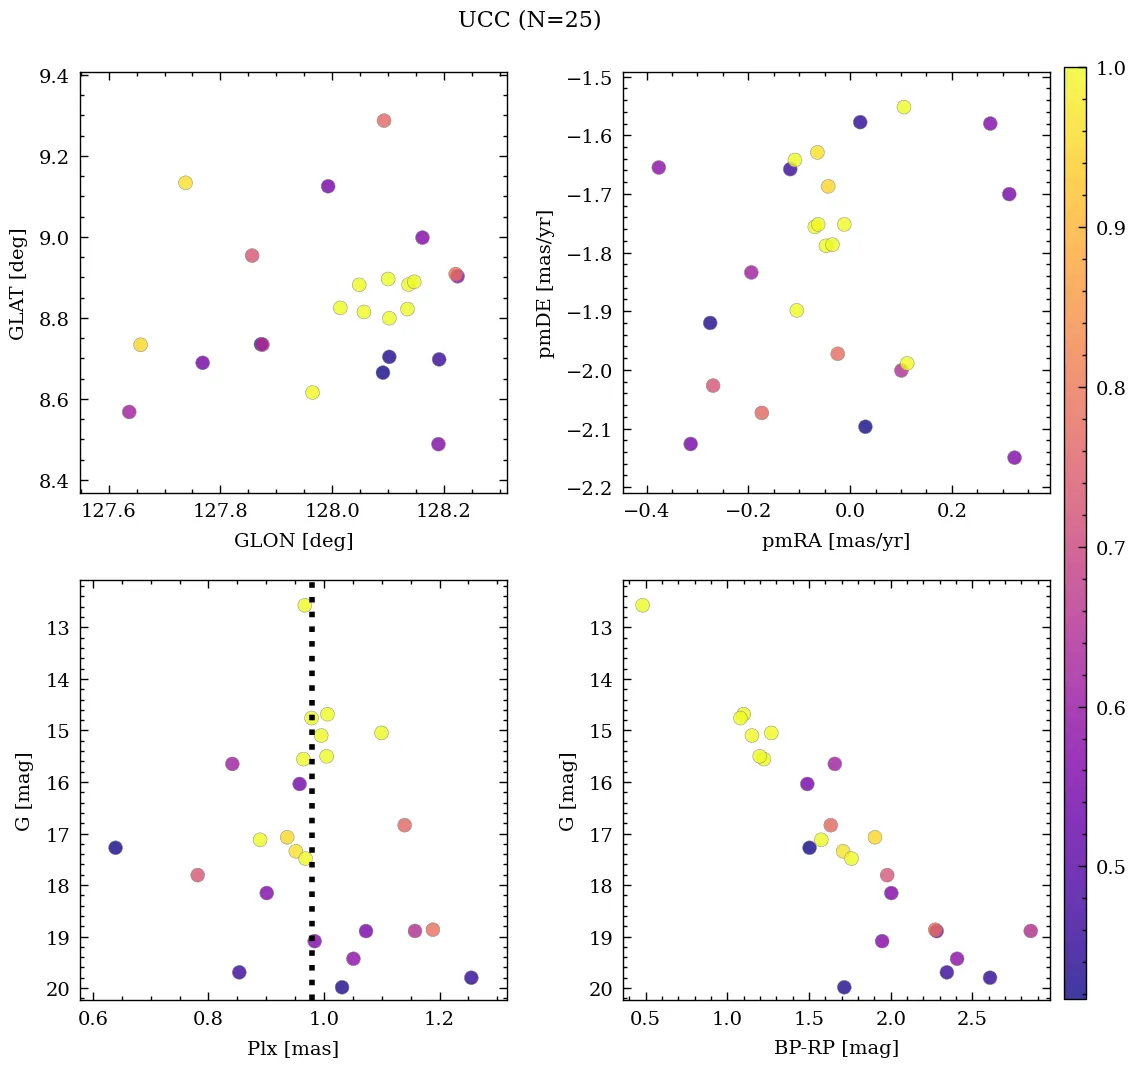 UCC (N=25)
9.4
9.2
9.0
8.8
8.6
8.4
GLAT [deg]
127.6 127.8 128.0 128.2
GLON [deg]
−1.5
−1.6
−1.7
−1.8
−1.9
−2.0
−2.1
−2.2
pmDE [mas/yr]
−0.4 −0.2 0.0 0.2
pmRA [mas/yr]
13
14
15
16
17
18
19
20
G [mag]
0.6 0.8 1.0 1.2
Plx [mas]
13
14
15
16
17
18
19
20
G [mag]
0.5 1.0 1.5 2.0 2.5
BP-RP [mag]
1.0
0.9
0.8
0.7
0.6
0.5